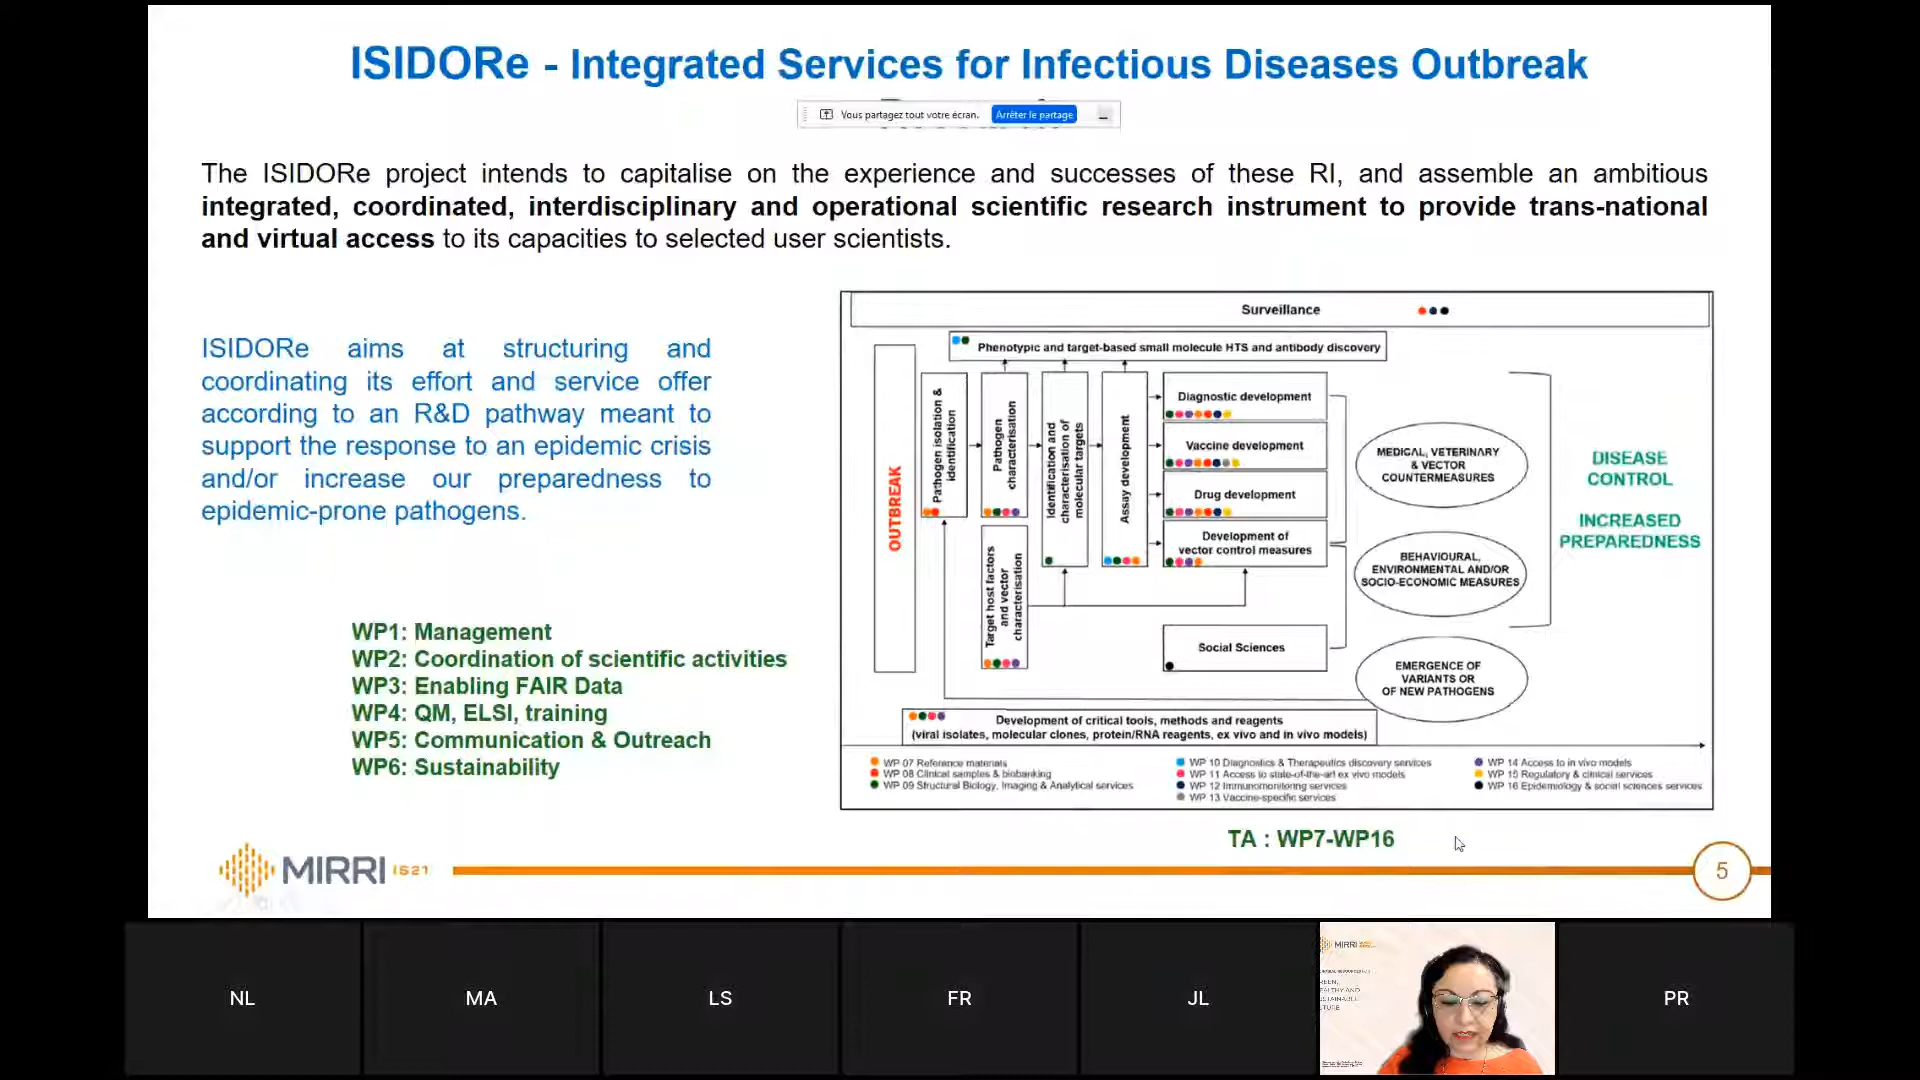 ISIDORe - Integrated Services for Infectious Diseases Outbreak
Vous partagez tout votre écran. Arrêter le partage
The ISIDORe project intends to capitalise on the experience and successes of these RI, and assemble an ambitious
integrated, coordinated, interdisciplinary and operational scientific research instrument to provide trans-national
and virtual access to its capacities to selected user scientists.
ISIDORe aims at structuring and
coordinating its effort and service offer
according to an R&D pathway meant to
support the response to an epidemic crisis
and/or increase our preparedness to
epidemic-prone pathogens.
WP1: Management
WP2: Coordination of scientific activities
WP3: Enabling FAIR Data
WP4: QM, ELSI, training
WP5: Communication & Outreach
WP6: Sustainability
Surveillance
Phenotypic and target-based small molecule HTS and antibody discovery
OUTBREAK
Pathogen isolation &
identification
Pathogen
characterisation
Target host factors
and vector
characterisation
Identification and
characterisation of
molecular targets
Assay development
Diagnostic development
Vaccine development
Drug development
Development of
vector control measures
Social Sciences
MEDICAL, VETERINARY
& VECTOR
COUNTERMEASURES
BEHAVIOURAL,
ENVIRONMENTAL AND/OR
SOCIO-ECONOMIC MEASURES
EMERGENCE OF
VARIANTS OR
OF NEW PATHOGENS
DISEASE
CONTROL
INCREASED
PREPAREDNESS
Development of critical tools, methods and reagents
(viral isolates, molecular clones, protein/RNA reagents, ex vivo and in vivo models)
WP 07 Reference materials
WP 08 Clinical samples & biobanking
WP 09 Structural Biology, Imaging & Analytical services
WP 10 Diagnostics & Therapeutics discovery services
WP 11 Access to state-of-the-art ex vivo models
WP 12 Immunomonitoring services
WP 13 Vaccine-specific services
WP 14 Access to in vivo models
WP 15 Regulatory & clinical services
WP 16 Epidemiology & social sciences services
TA : WP7-WP16
MIRRI IS21
5
NL
MA
LS
FR
JL
MIRRI
PR